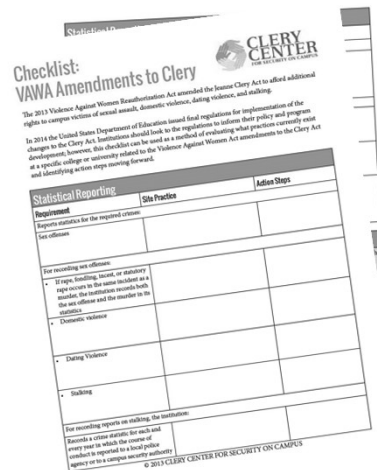 Statistical Reporting
CLERY
CENTER
FOR SECURITY ON CAMPUS
Checklist:
VAWA Amendments to Clery
The 2013 Violence Against Women Reauthorization Act amended the Jeanne Clery Act to afford additional
rights to campus victims of sexual assault, domestic violence, dating violence, and stalking.
In 2014 the United States Department of Education issued final regulations for implementation of the
changes to the Clery Act. Institutions should look to the regulations to inform their policy and program
development; however, this checklist can be used as a method of evaluating what practices currently exist
at a specific college or university related to the Violence Against Women Act amendments to the Clery Act
and identifying action steps moving forward.
Statistical Reporting
Requirement Site Practice Action Steps
Reports statistics for the required crimes:
Sex offenses
For recording sex offenses:
• If rape, fondling, incest, or statutory
rape occurs in the same incident as a
murder, the institution records both
the sex offense and the murder in its
statistics
• Domestic violence
• Dating Violence
• Stalking
For recording reports on stalking, the institution:
Records a crime statistic for each and
every year in which the course of
conduct is reported to a local police
agency or to a campus security authority
© 2013 CLERY CENTER FOR SECURITY ON CAMPUS